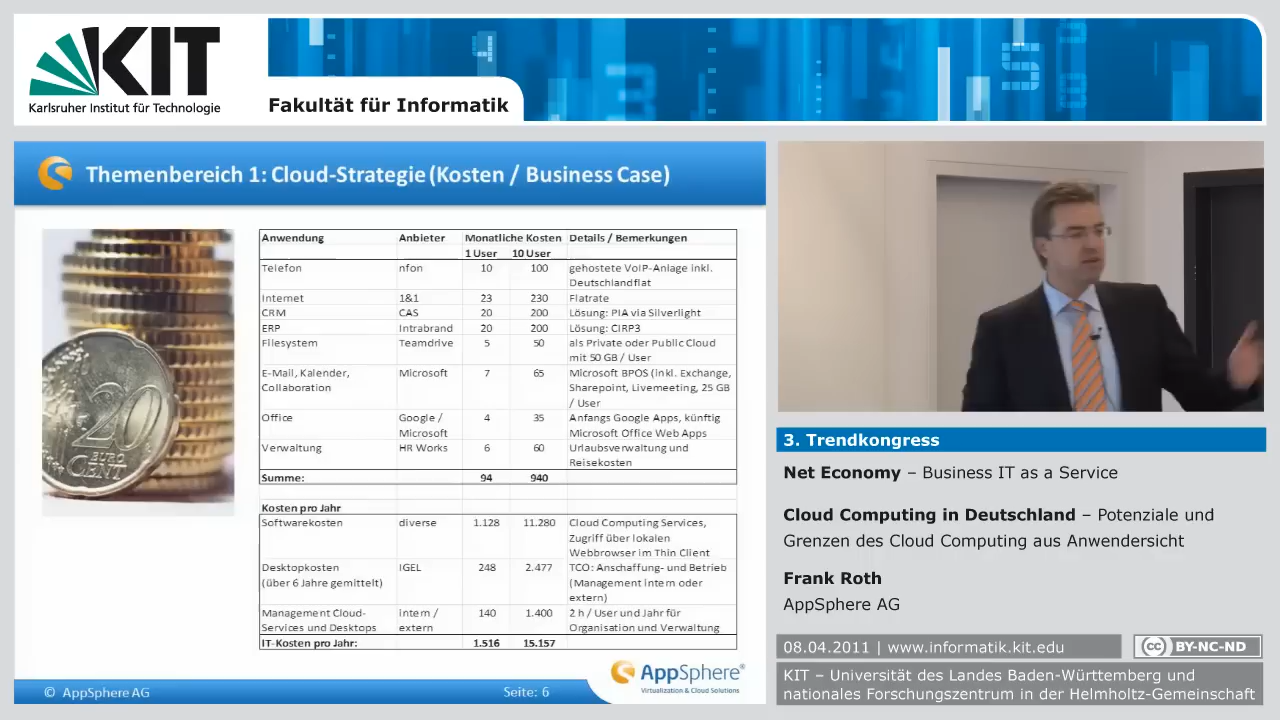 KIT
Karlsruher Institut für Technologie
Fakultät für Informatik
Themenbereich 1: Cloud-Strategie (Kosten / Business Case)
Anwendung Anbieter Monatliche Kosten Details / Bemerkungen
1 User 10 User
Telefon nfon 10 100 gehostete VoIP-Anlage inkl.
Deutschlandflat
Internet 1&1 23 230 Flatrate
CRM CAS 20 200 Lösung: PIA via Silverlight
ERP Intrabrand 20 200 Lösung: CIRP3
Filesystem Teamdrive 5 50 als Private oder Public Cloud
mit 50 GB / User
E-Mail, Kalender, Microsoft 7 65 Microsoft BPOS (inkl. Exchange,
Collaboration Sharepoint, Livemeeting, 25 GB
/ User
Office Google / 4 35 Anfangs Google Apps, künftig
Microsoft Microsoft Office Web Apps
Verwaltung HR Works 6 60 Urlaubsverwaltung und
Reisekosten
Summe: 94 940
Kosten pro Jahr
Softwarekosten diverse 1.128 11.280 Cloud Computing Services,
Zugriff über lokalen
Webbrowser im Thin Client
Desktopkosten IGEL 248 2.477 TCO: Anschaffung- und Betrieb
(über 6 Jahre gemittelt) (Management intern oder
extern)
Management Cloud- intern / 140 1.400 2 h / User und Jahr für
Services und Desktops extern Organisation und Verwaltung
IT-Kosten pro Jahr: 1.516 15.157
20
EURO
CENT
AppSphere®
Virtualization & Cloud Solutions
© AppSphere AG
Seite: 6
3. Trendkongress
Net Economy – Business IT as a Service
Cloud Computing in Deutschland – Potenziale und
Grenzen des Cloud Computing aus Anwendersicht
Frank Roth
AppSphere AG
08.04.2011 | www.informatik.kit.edu
cc BY-NC-ND
KIT – Universität des Landes Baden-Württemberg und
nationales Forschungszentrum in der Helmholtz-Gemeinschaft